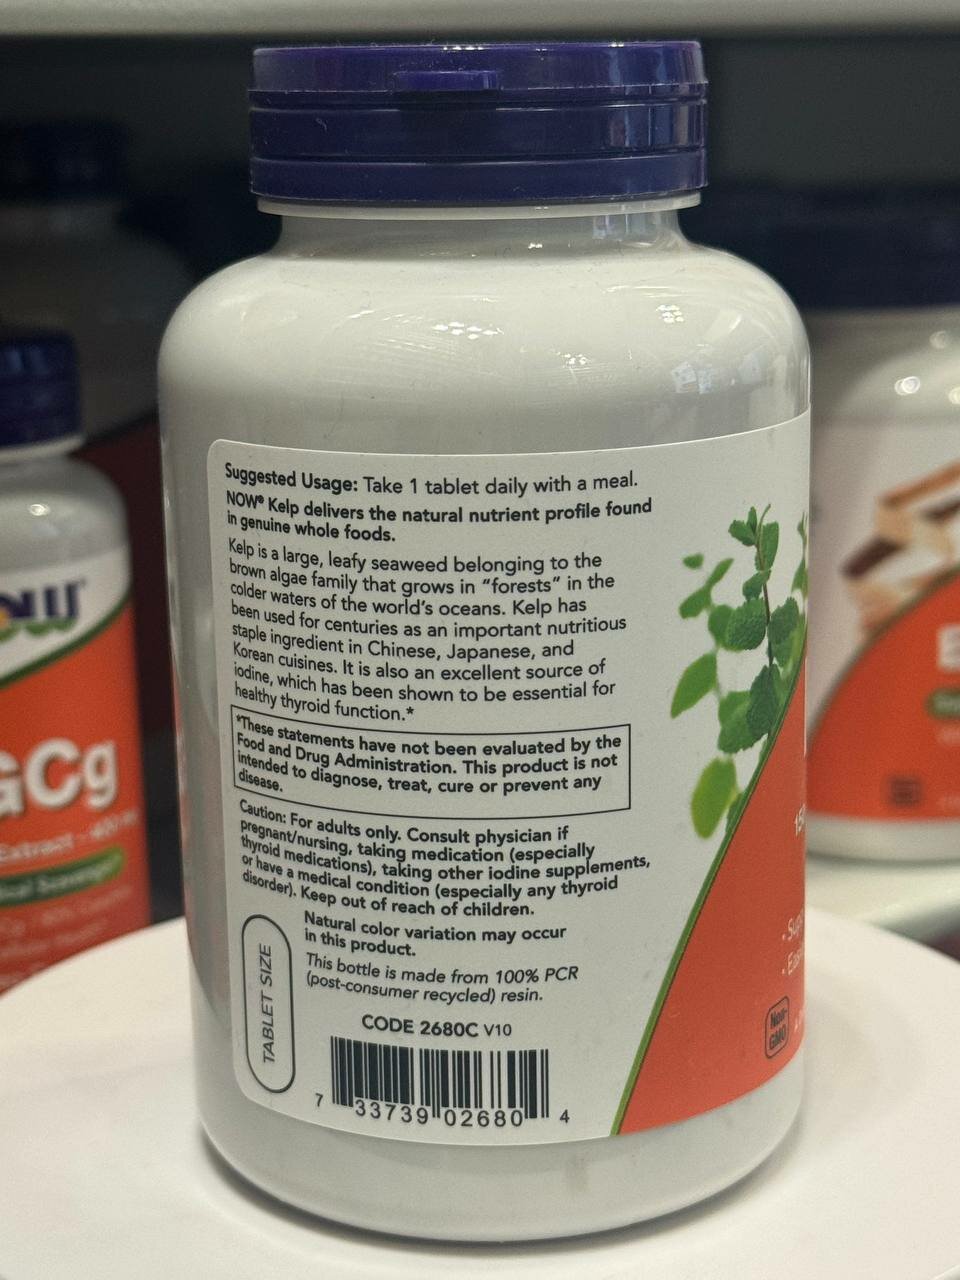 Suggested Usage: Take 1 tablet daily with a meal.
NOW® Kelp delivers the natural nutrient profile found
in genuine whole foods.
Kelp is a large, leafy seaweed belonging to the
brown algae family that grows in “forests” in the
colder waters of the world’s oceans. Kelp has
been used for centuries as an important nutritious
staple ingredient in Chinese, Japanese, and
Korean cuisines. It is also an excellent source of
iodine, which has been shown to be essential for
healthy thyroid function.*
*These statements have not been evaluated by the
Food and Drug Administration. This product is not
intended to diagnose, treat, cure or prevent any
disease.
Caution: For adults only. Consult physician if
pregnant/nursing, taking medication (especially
thyroid medications), taking other iodine supplements,
or have a medical condition (especially any thyroid
disorder). Keep out of reach of children.
Natural color variation may occur
in this product.
This bottle is made from 100% PCR
(post-consumer recycled) resin.
TABLET SIZE
CODE 2680C V10
7 33739 02680 4
Non-
GMO
GCg
Extract